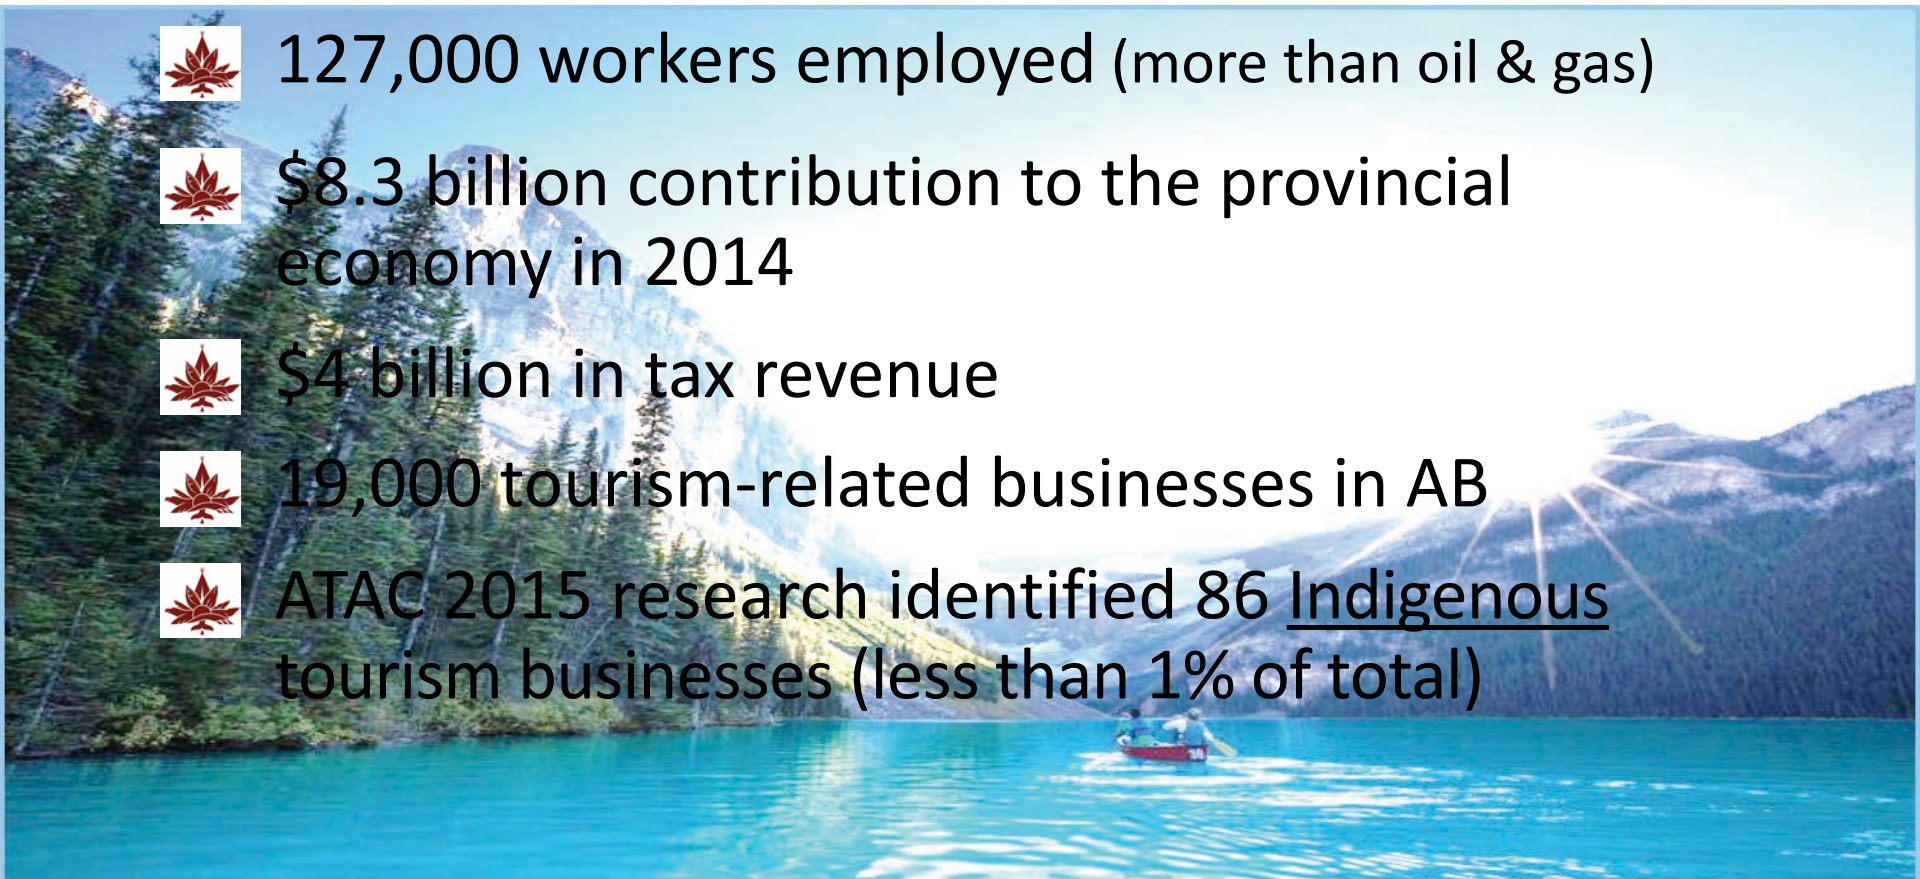 127,000 workers employed (more than oil & gas)
$8.3 billion contribution to the provincial
economy in 2014
$4 billion in tax revenue
19,000 tourism-related businesses in AB
ATAC 2015 research identified 86 Indigenous
tourism businesses (less than 1% of total)